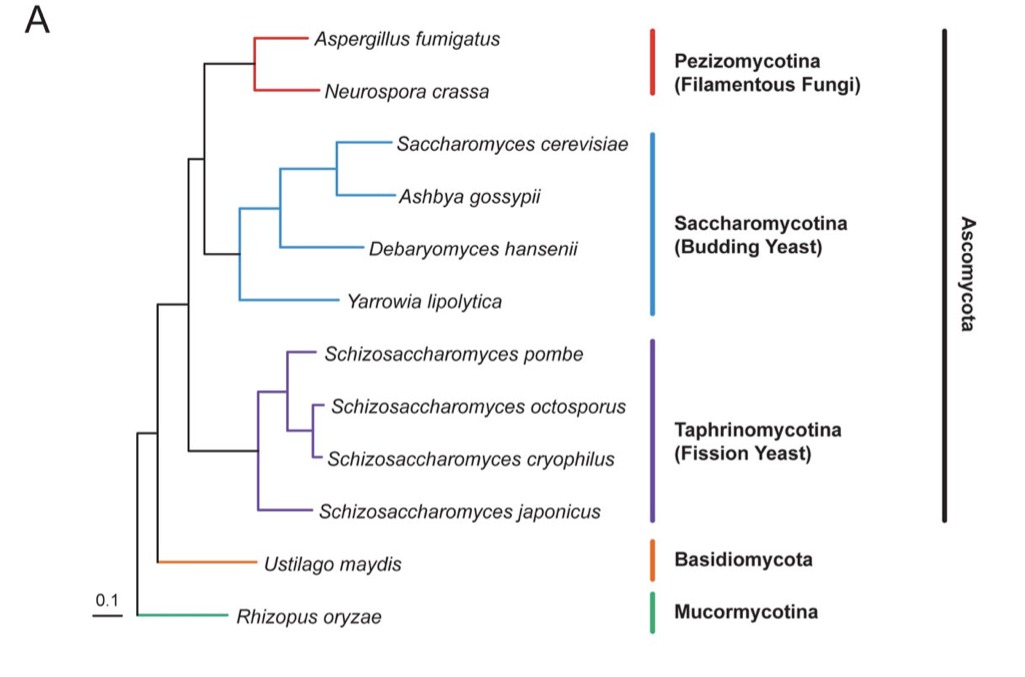 A
Aspergillus fumigatus
Neurospora crassa
Pezizomycotina
(Filamentous Fungi)
Saccharomyces cerevisiae
Ashbya gossypii
Debaryomyces hansenii
Yarrowia lipolytica
Saccharomycotina
(Budding Yeast)
Schizosaccharomyces pombe
Schizosaccharomyces octosporus
Schizosaccharomyces cryophilus
Schizosaccharomyces japonicus
Taphrinomycotina
(Fission Yeast)
Ascomycota
Ustilago maydis
Basidiomycota
0.1
Rhizopus oryzae
Mucormycotina